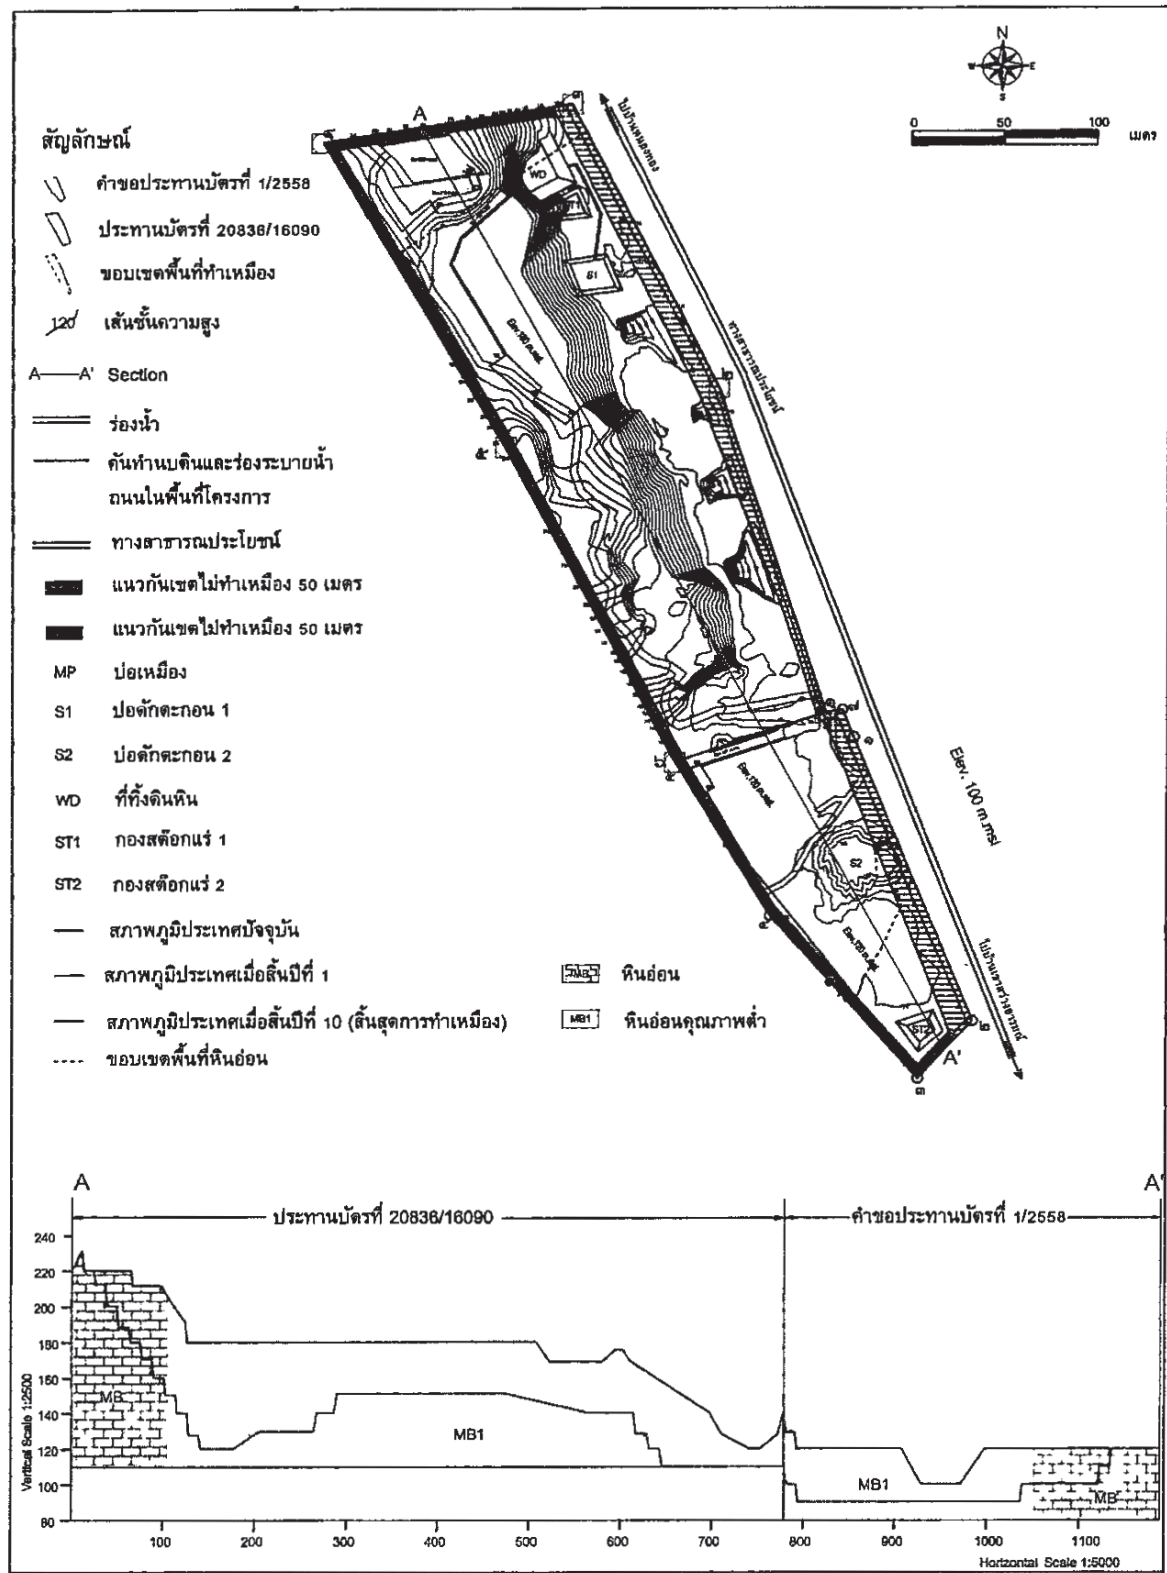 N
W E
S
0 50 100 เมตร
สัญลักษณ์
คำขอประทานบัตรที่ 1/2558
ประทานบัตรที่ 20836/16090
ขอบเขตพื้นที่ทำเหมือง
120 เส้นชั้นความสูง
A A' Section
ร่องน้ำ
คันทำนบดินและร่องระบายน้ำ
ถนนในพื้นที่โครงการ
ทางสาธารณประโยชน์
แนวกันเขตไม่ทำเหมือง 50 เมตร
แนวกันเขตไม่ทำเหมือง 50 เมตร
MP บ่อเหมือง
S1 บ่อดักตะกอน 1
S2 บ่อดักตะกอน 2
WD ที่ทิ้งดินหิน
ST1 กองสต๊อกแร่ 1
ST2 กองสต๊อกแร่ 2
สภาพภูมิประเทศปัจจุบัน
สภาพภูมิประเทศเมื่อสิ้นปีที่ 1
สภาพภูมิประเทศเมื่อสิ้นปีที่ 10 (สิ้นสุดการทำเหมือง)
ขอบเขตพื้นที่หินอ่อน
MB หินอ่อน
MB1 หินอ่อนคุณภาพต่ำ
A
WD
ST1
S1
ทางสาธารณประโยชน์
Elev. 100 m.msl
S2
ST2
A'
A A'
ประทานบัตรที่ 20836/16090
คำขอประทานบัตรที่ 1/2558
Vertical Scale 1:2500
240
220
200
180
160
140
120
100
80
MB
MB1
MB1
MB
100 200 300 400 500 600 700 800 900 1000 1100
Horizontal Scale 1:5000